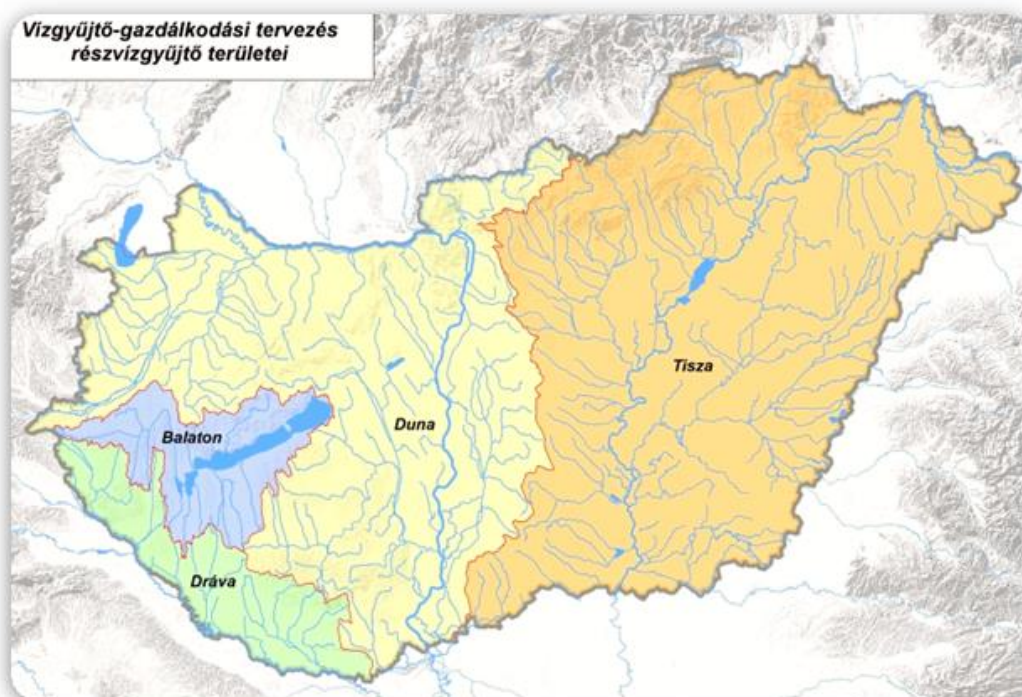 Vízgyűjtő-gazdálkodási tervezés
részvízgyűjtő területei
Tisza
Duna
Balaton
Dráva